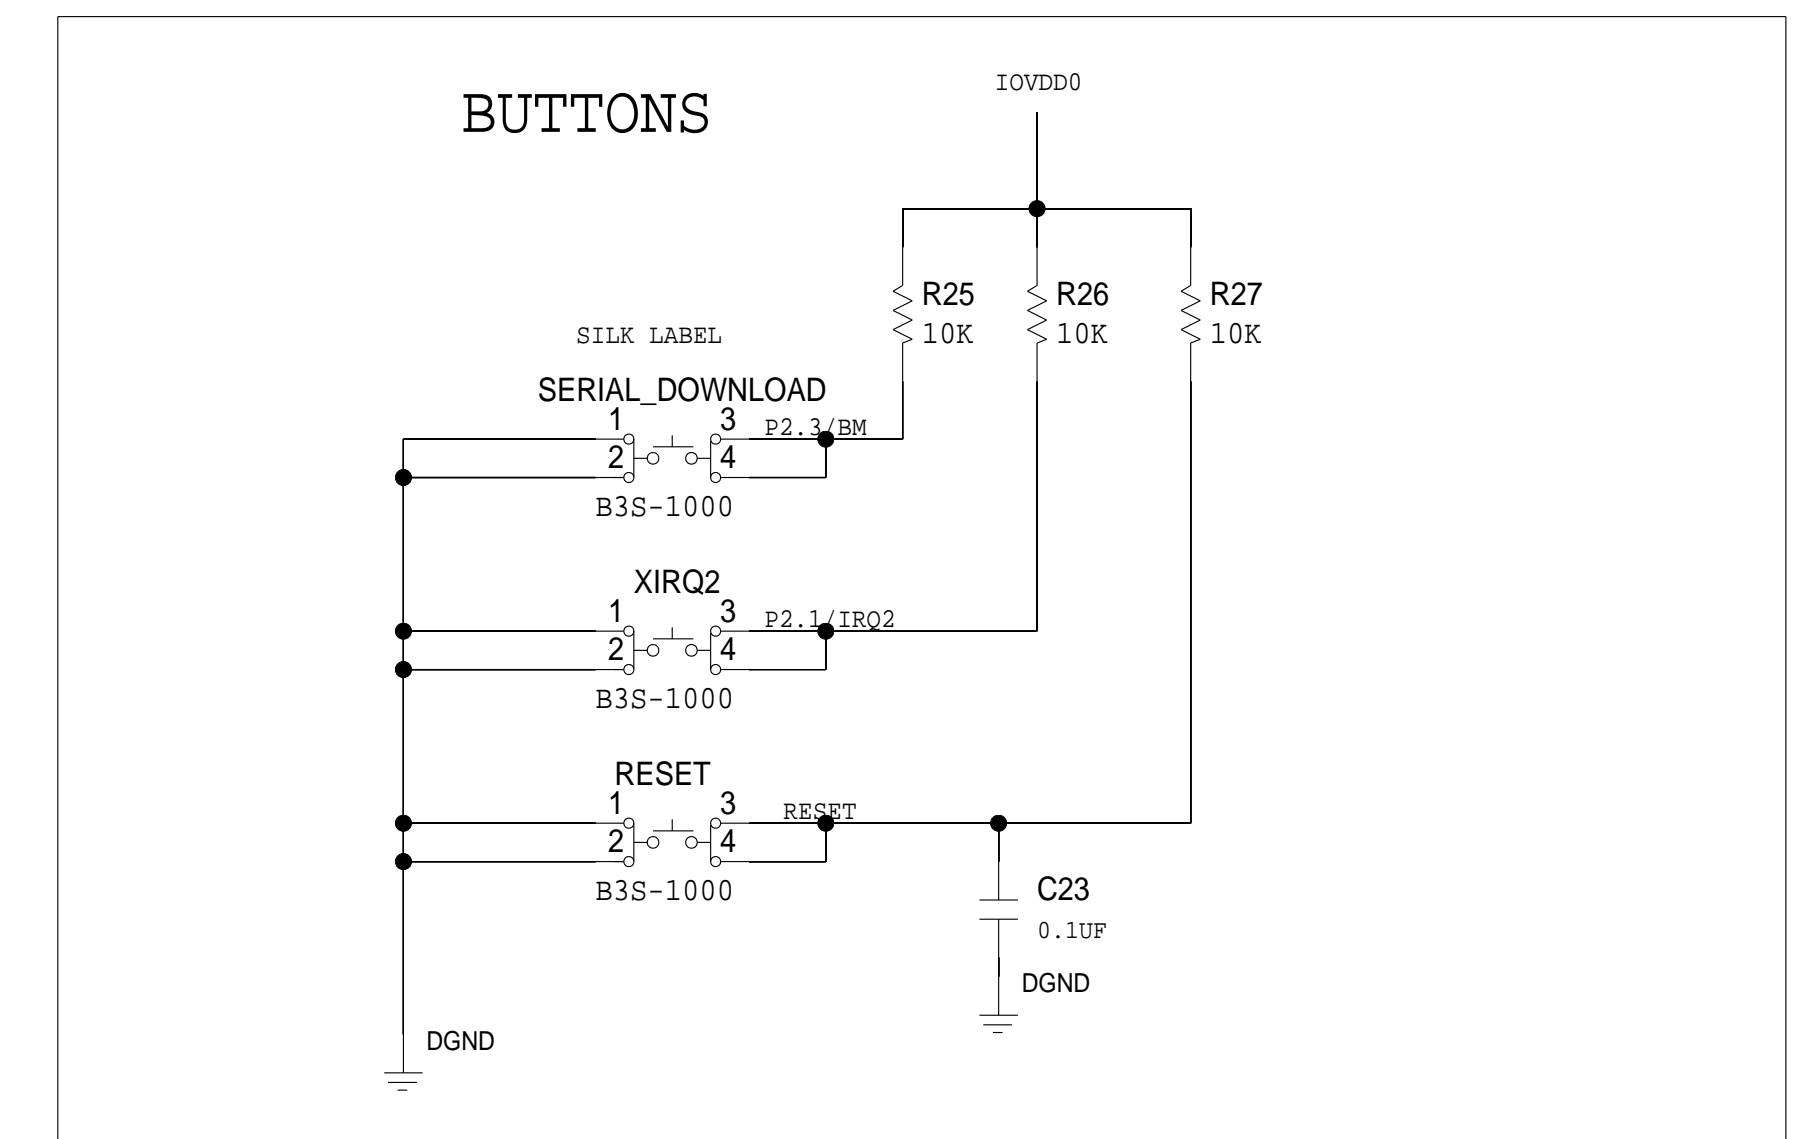 IOVDD0
BUTTONS
R25
R26
R27
10K
10K
10K
SILK LABEL
SERIAL_DOWNLOAD
1
3
P2.3/BM
2
4
B3S-1000
XIRQ2
1
3
P2.1/IRQ2
2
4
B3S-1000
RESET
1
3
RESET
2
4
B3S-1000
C23
0.1UF
DGND
DGND